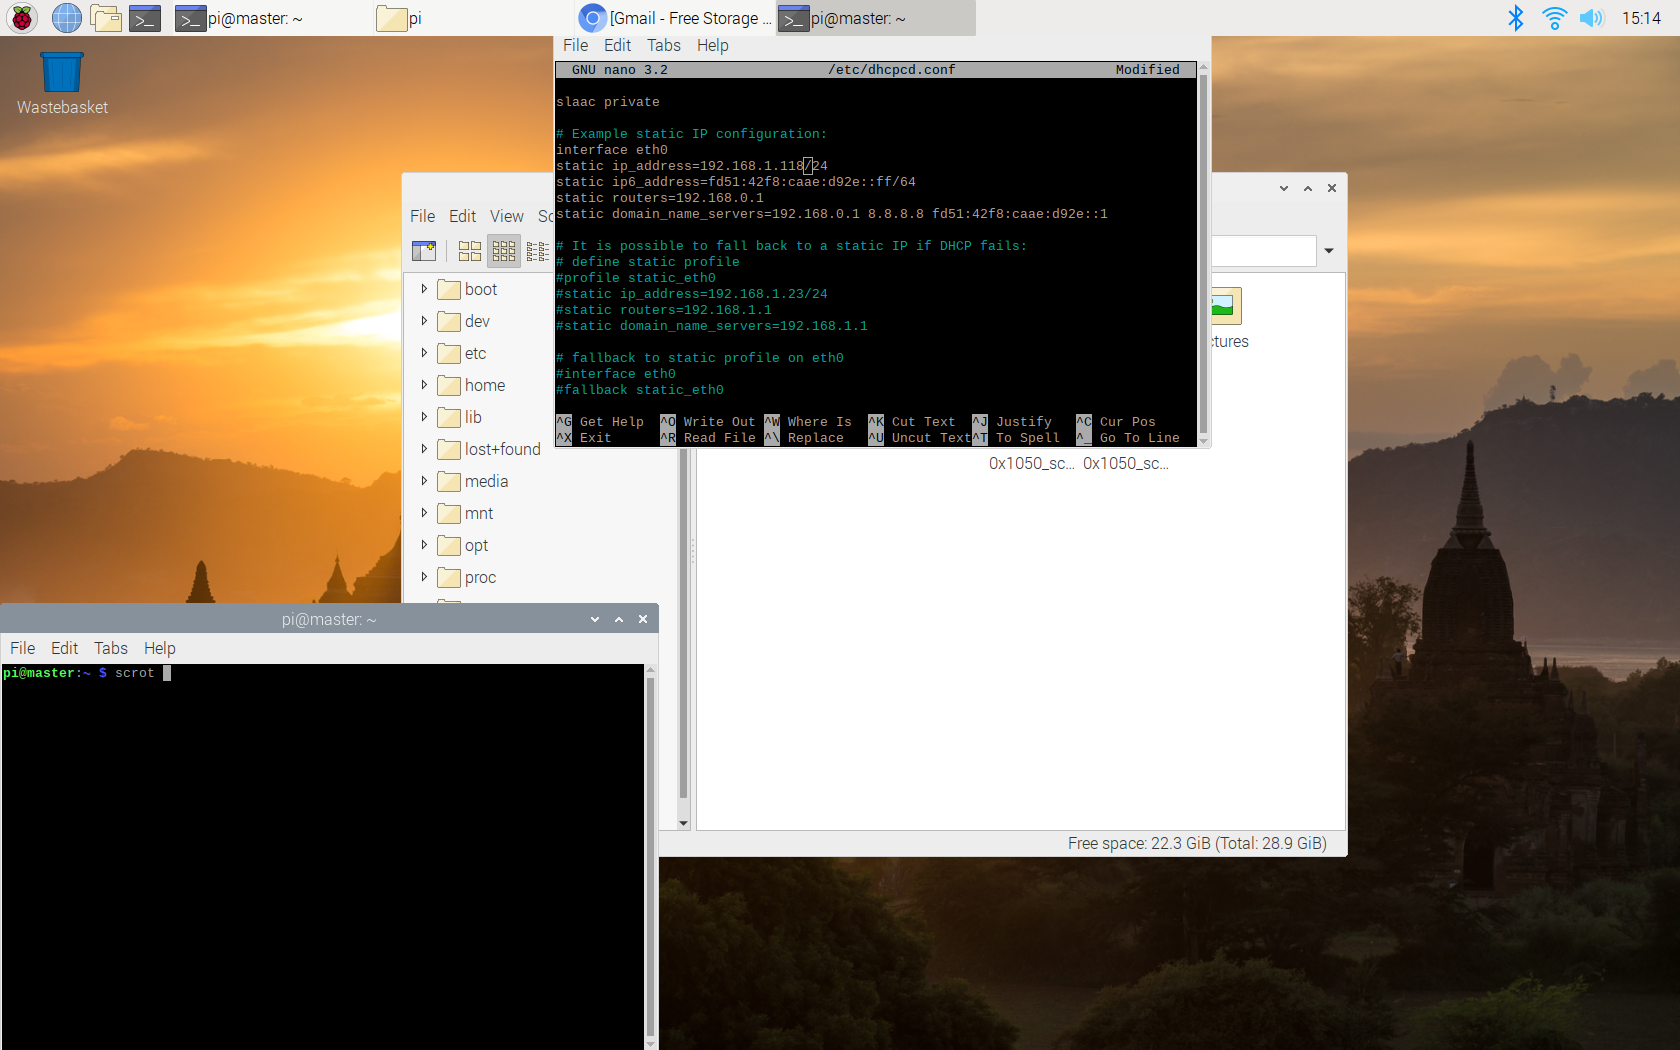 pi@master: ~
pi
[Gmail - Free Storage ...
pi@master: ~
15:14
Wastebasket
File Edit Tabs Help
GNU nano 3.2 /etc/dhcpcd.conf Modified
slaac private
# Example static IP configuration:
interface eth0
static ip_address=192.168.1.118/24
static ip6_address=fd51:42f8:caae:d92e::ff/64
static routers=192.168.0.1
static domain_name_servers=192.168.0.1 8.8.8.8 fd51:42f8:caae:d92e::1
# It is possible to fall back to a static IP if DHCP fails:
# define static profile
#profile static_eth0
#static ip_address=192.168.1.23/24
#static routers=192.168.1.1
#static domain_name_servers=192.168.1.1
# fallback to static profile on eth0
#interface eth0
#fallback static_eth0
^G Get Help ^O Write Out ^W Where Is ^K Cut Text ^J Justify ^C Cur Pos
^X Exit ^R Read File ^\ Replace ^U Uncut Text ^T To Spell ^_ Go To Line
File Edit View Sc
boot
dev
etc
home
lib
lost+found
media
mnt
opt
proc
ctures
0x1050_sc... 0x1050_sc...
Free space: 22.3 GiB (Total: 28.9 GiB)
pi@master: ~
File Edit Tabs Help
pi@master:~ $ scrot